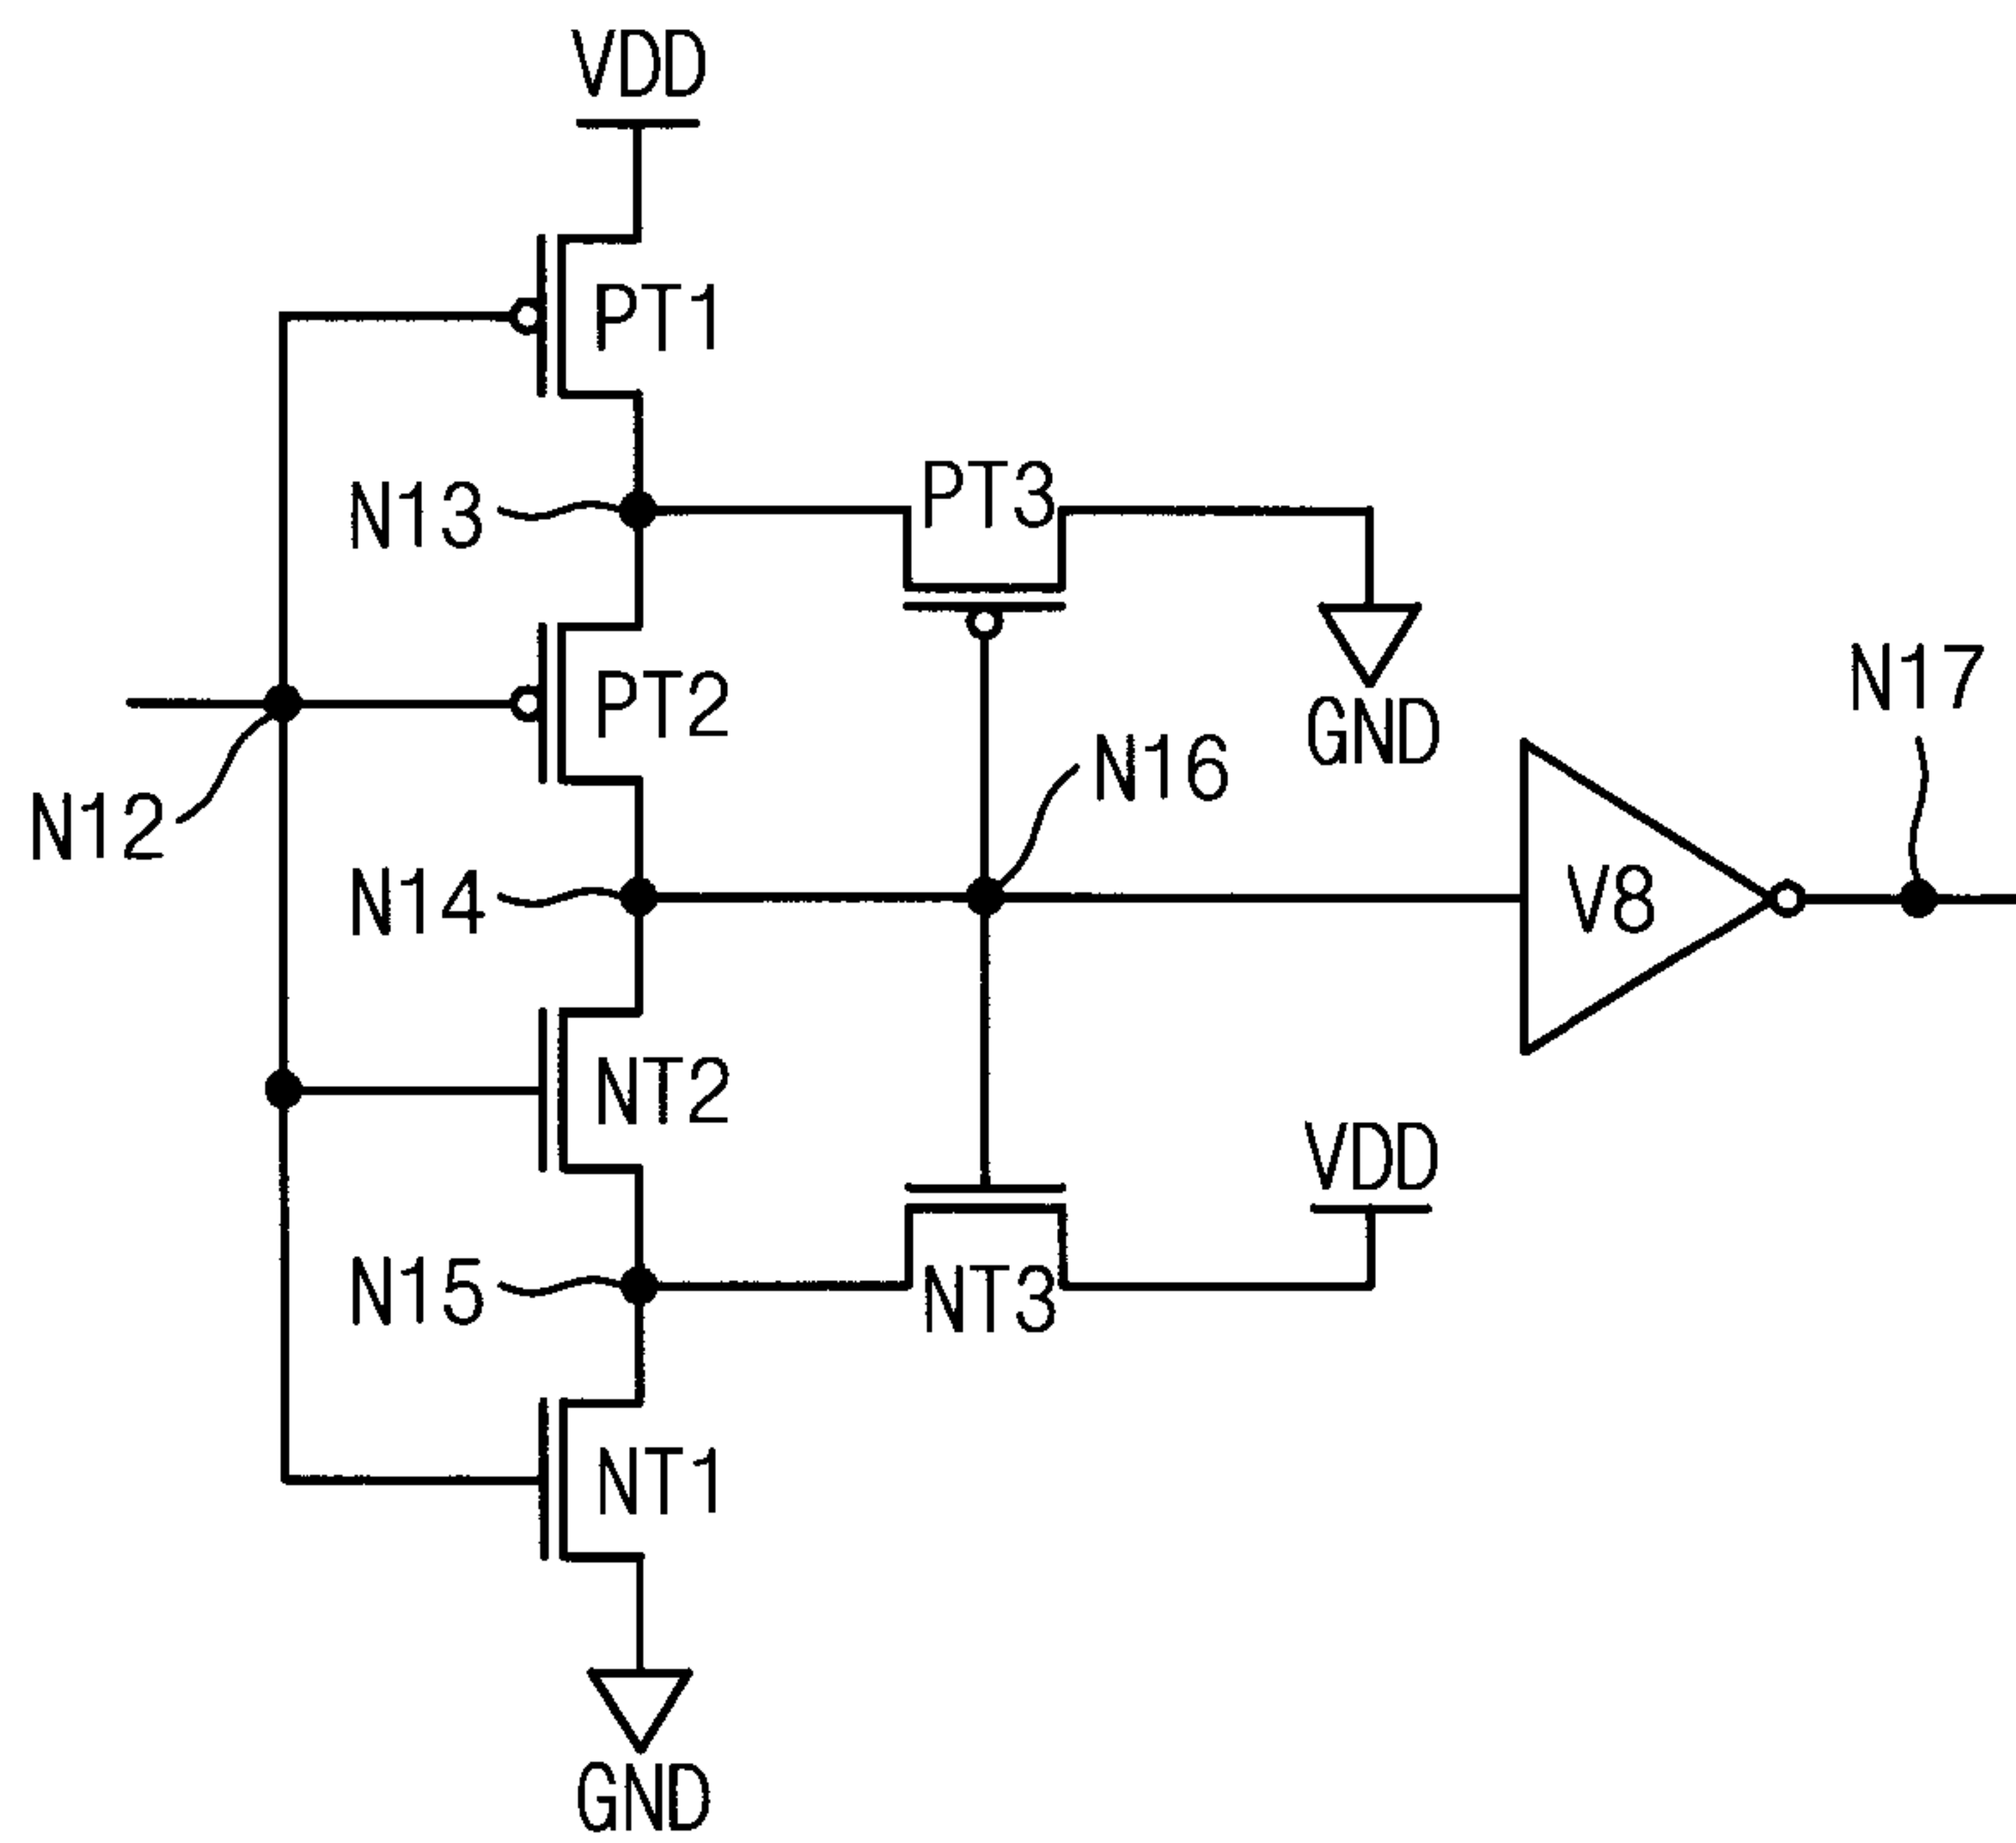 VDD
PT1
N13
PT3
PT2
GND
N17
N12
N16
N14
V8
NT2
VDD
N15
NT3
NT1
GND